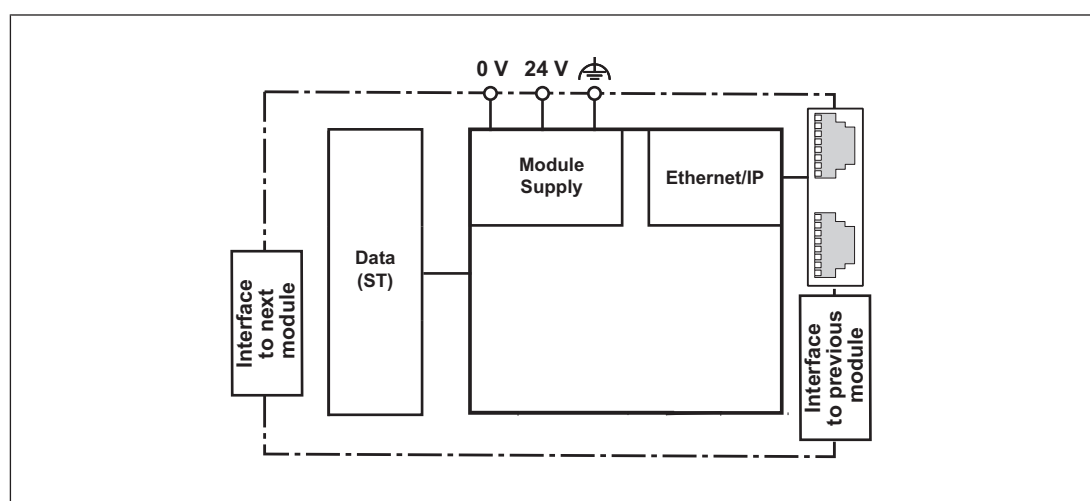 0 V 24 V
Module
Supply
Ethernet/IP
Data
(ST)
Interface
to next
module
Interface
to previous
module